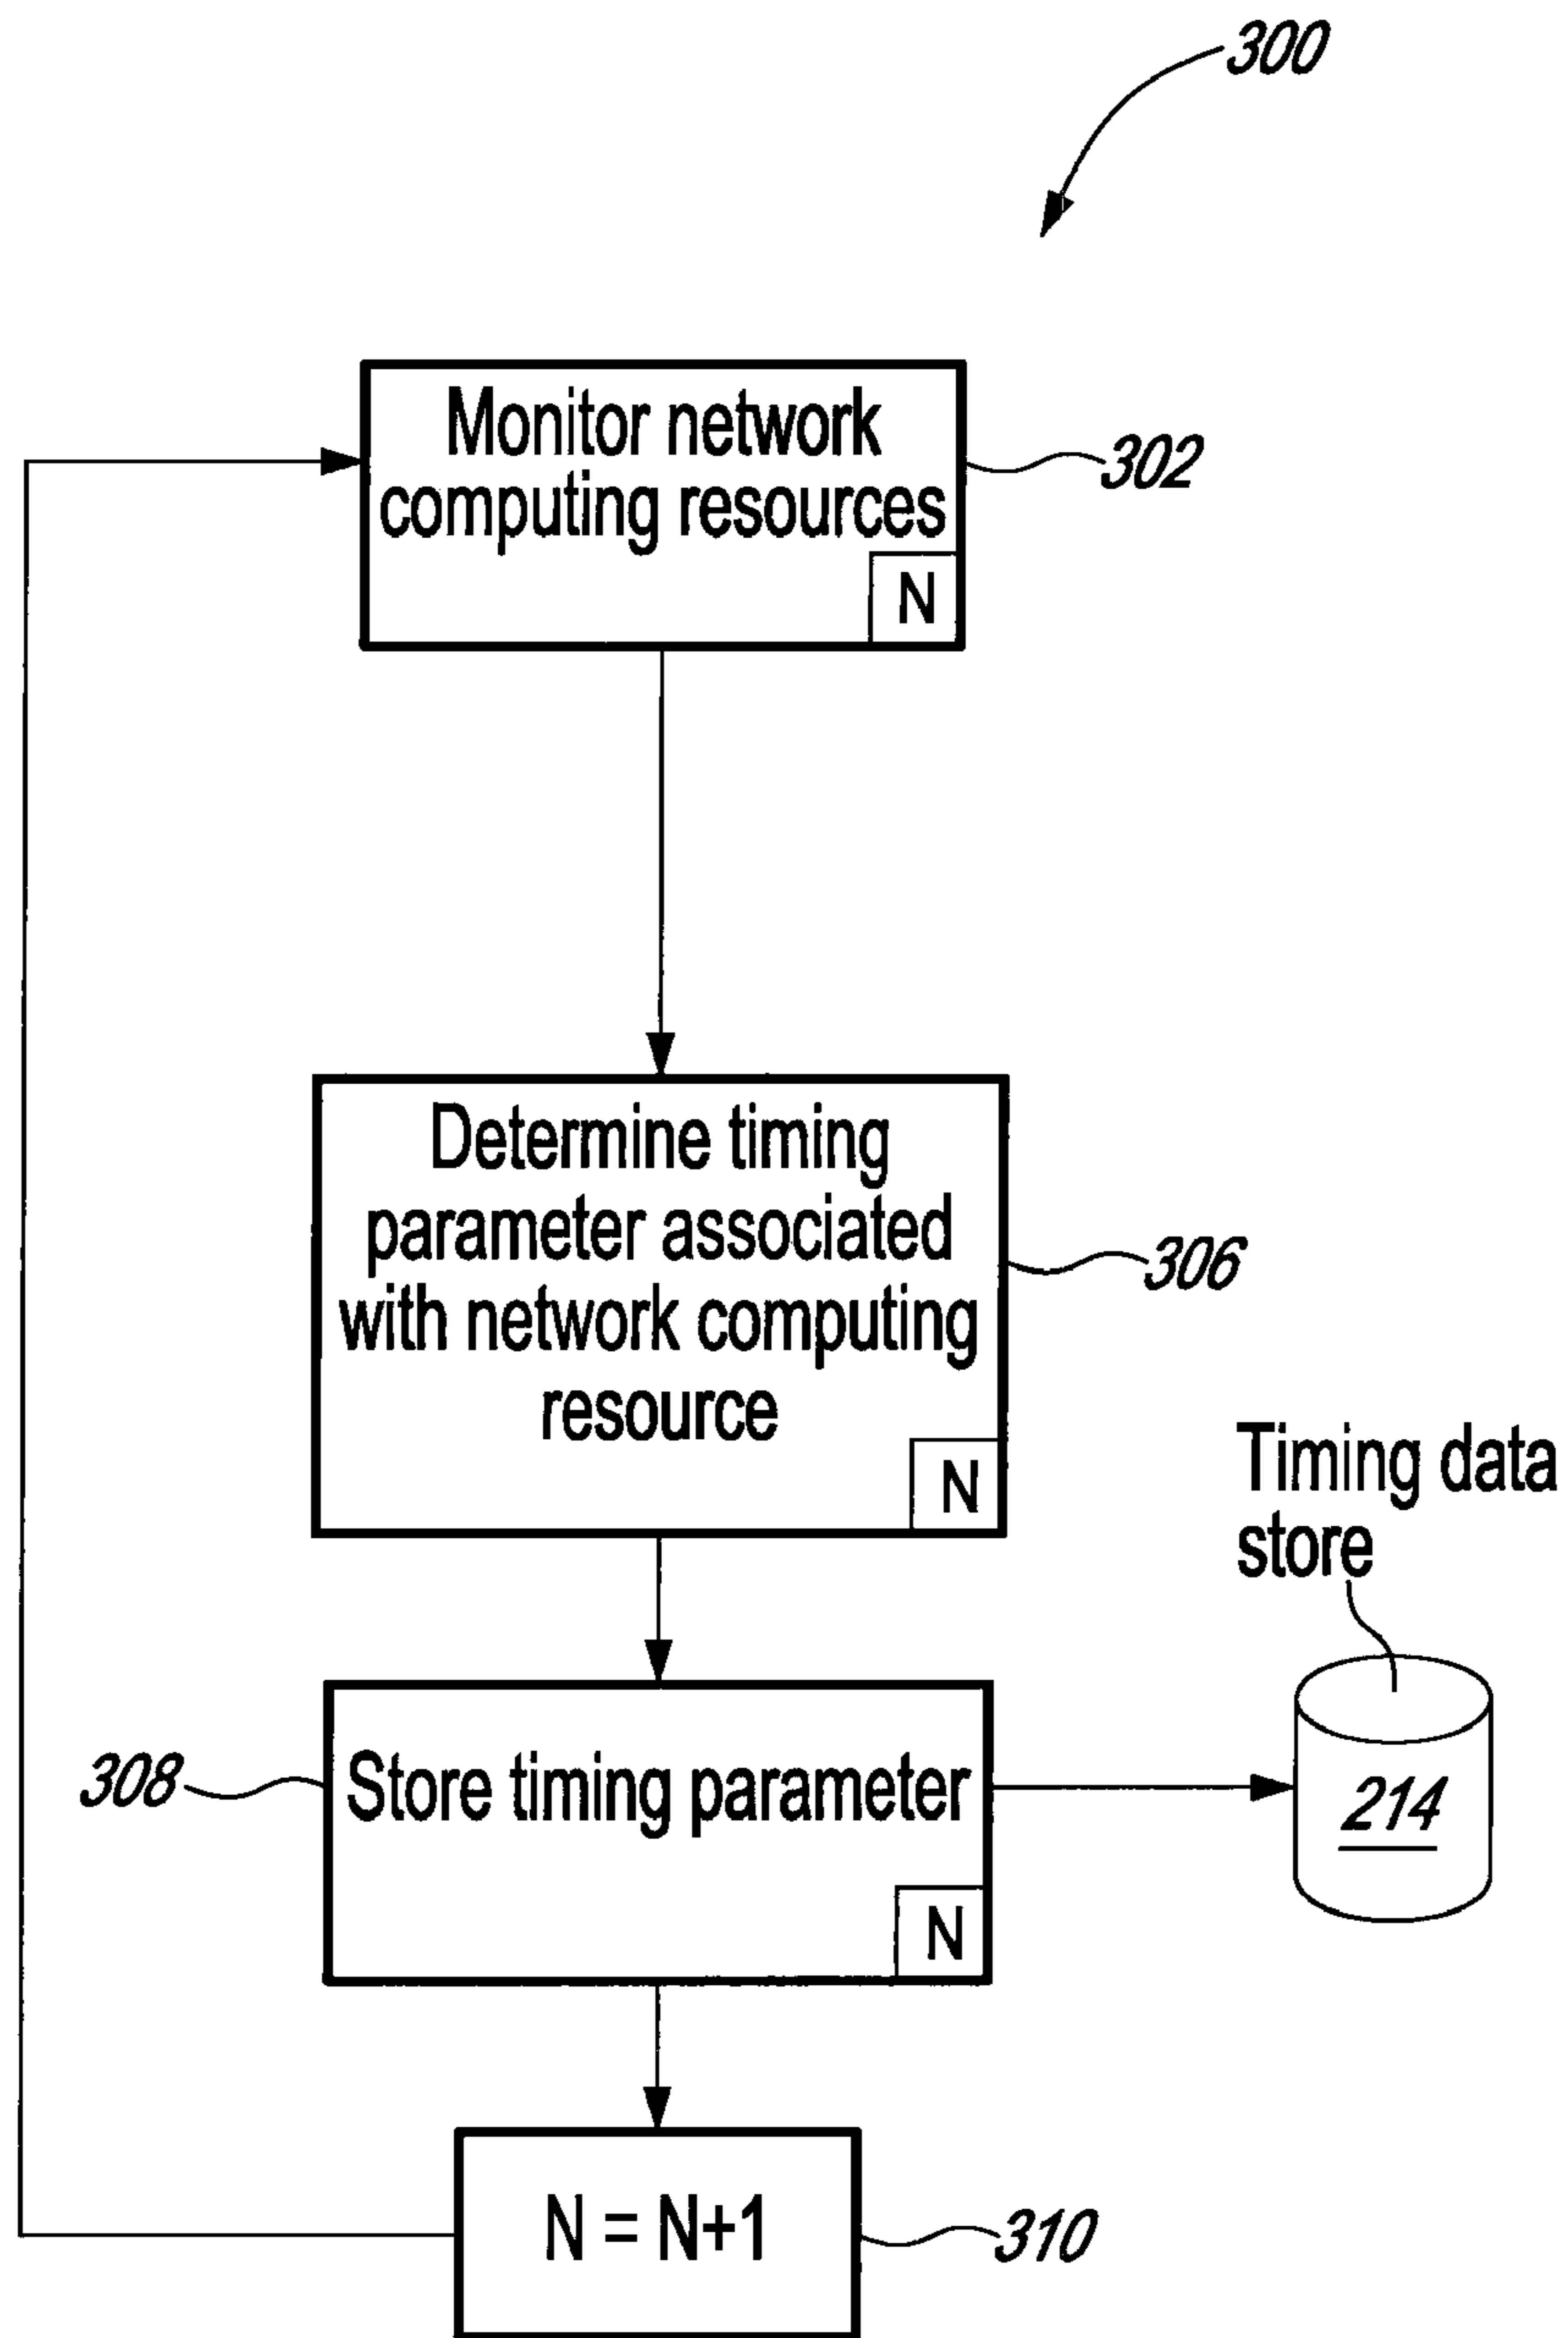 300
Monitor network
computing resources
N
302
Determine timing
parameter associated
with network computing
resource
N
306
Timing data
store
214
308
Store timing parameter
N
N = N+1
310